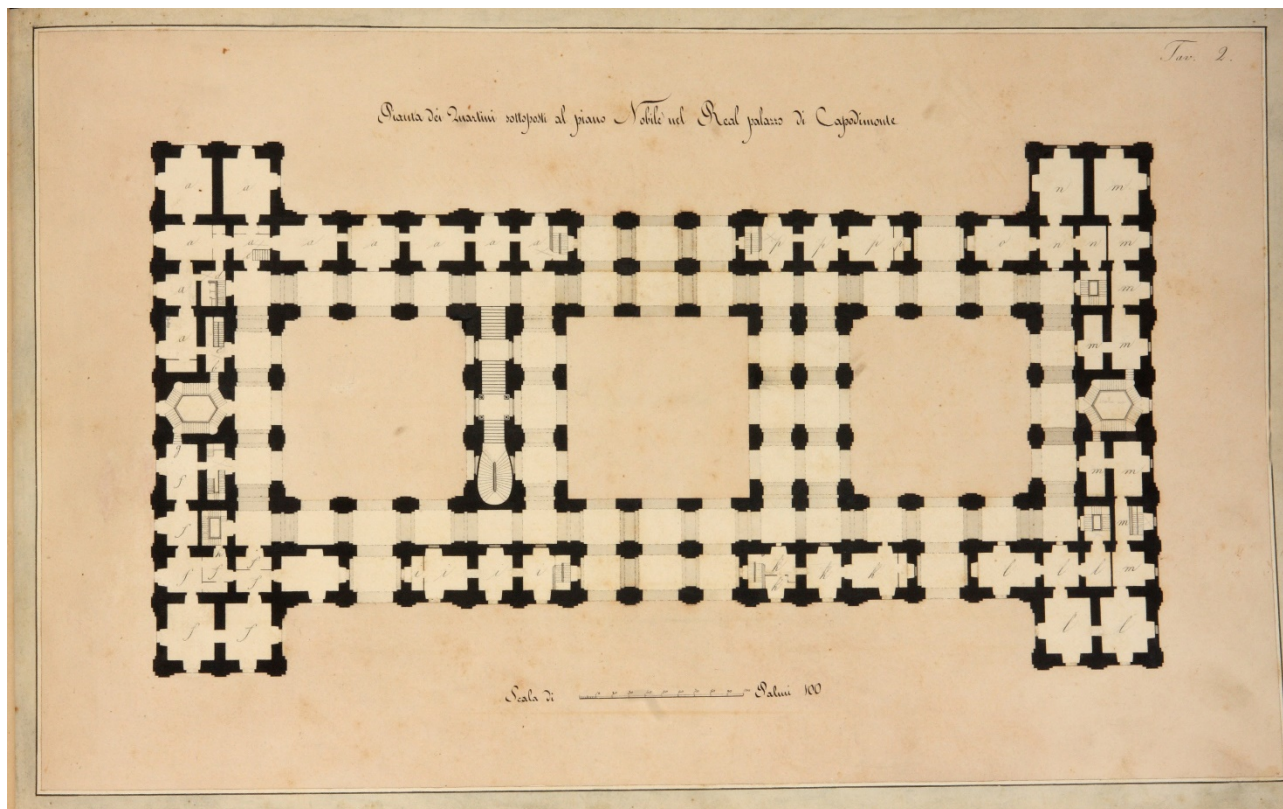 Tav. 2.
Pianta dei Quartini sottoposti al piano Nobile nel Real palazzo di Capodimonte
a a
a a a a a a a
a
a
g
f
f
f f f
f f
i i i i
h h h
h
l l l
l l
n m
p p p o n n m
m
m m
m m
m
m
Scala di Palmi 100